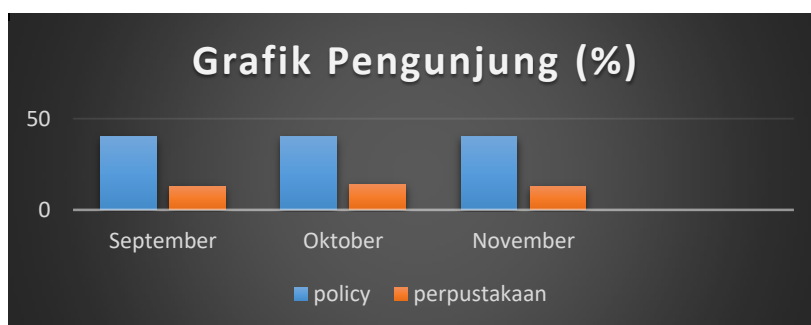 Grafik Pengunjung (%)
50
0
September Oktober November
policy perpustakaan